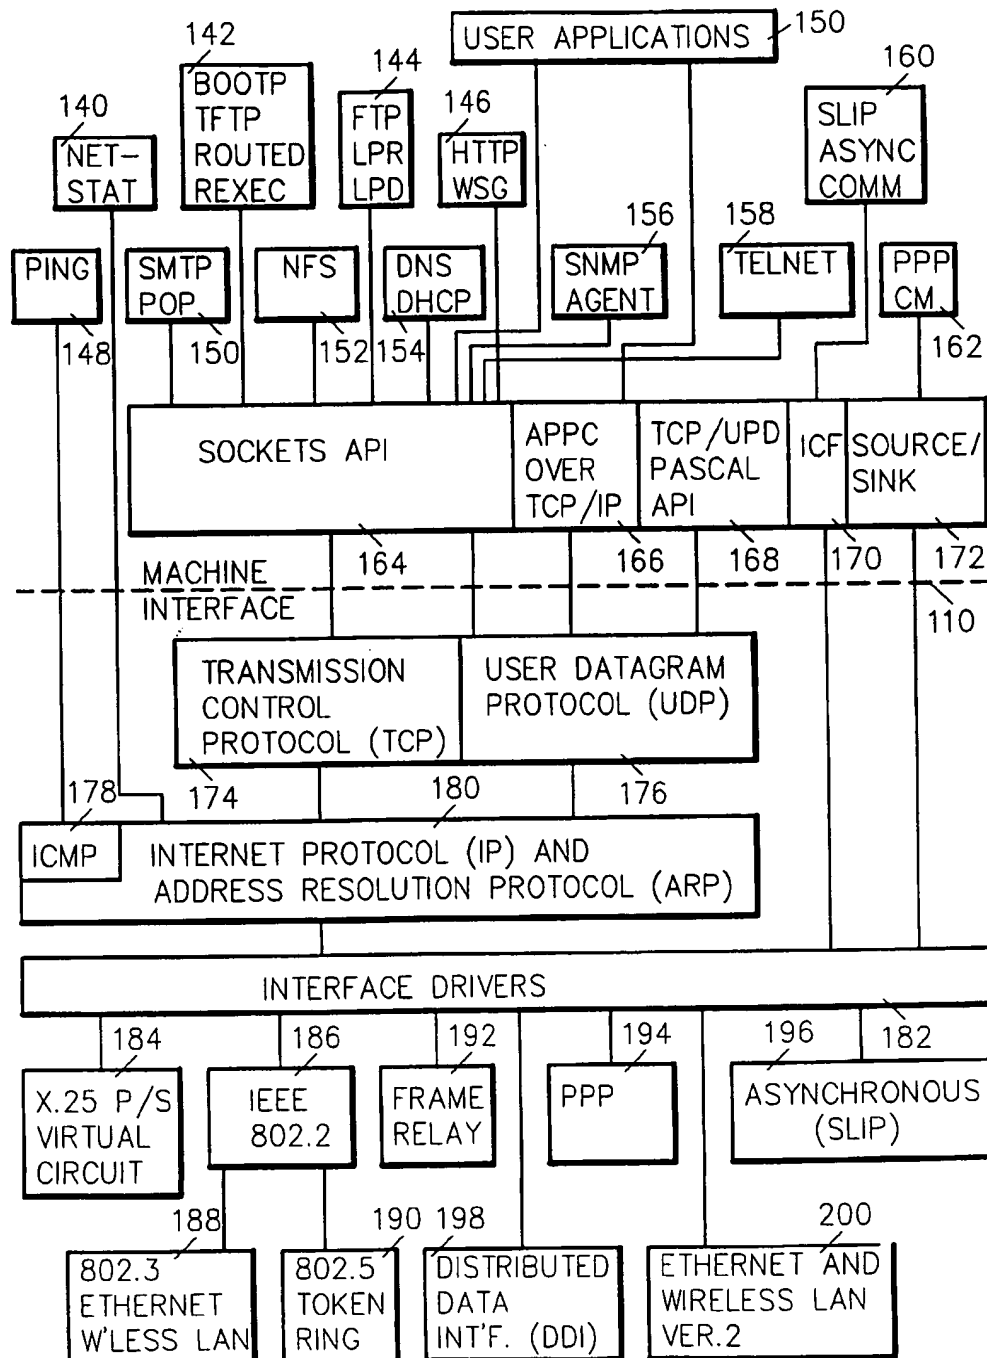 142
USER APPLICATIONS
150
144
160
BOOTP
TFTP
ROUTED
REXEC
140
FTP
LPR
LPD
146
SLIP
ASYNC
COMM
NET-
STAT
HTTP
WSG
156
158
PING
SMTP
POP
NFS
DNS
DHCP
SNMP
AGENT
TELNET
PPP
CM
148
150
152
154
162
SOCKETS API
APPC
OVER
TCP/IP
TCP/UPD
PASCAL
API
ICF
SOURCE/
SINK
164
166
168
170
172
MACHINE
INTERFACE
110
TRANSMISSION
CONTROL
PROTOCOL (TCP)
USER DATAGRAM
PROTOCOL (UDP)
178
174
180
176
ICMP
INTERNET PROTOCOL (IP) AND
ADDRESS RESOLUTION PROTOCOL (ARP)
INTERFACE DRIVERS
184
186
192
194
196
182
X.25 P/S
VIRTUAL
CIRCUIT
IEEE
802.2
FRAME
RELAY
PPP
ASYNCHRONOUS
(SLIP)
188
190
198
200
802.3
ETHERNET
W'LESS LAN
802.5
TOKEN
RING
DISTRIBUTED
DATA
INT'F. (DDI)
ETHERNET AND
WIRELESS LAN
VER.2